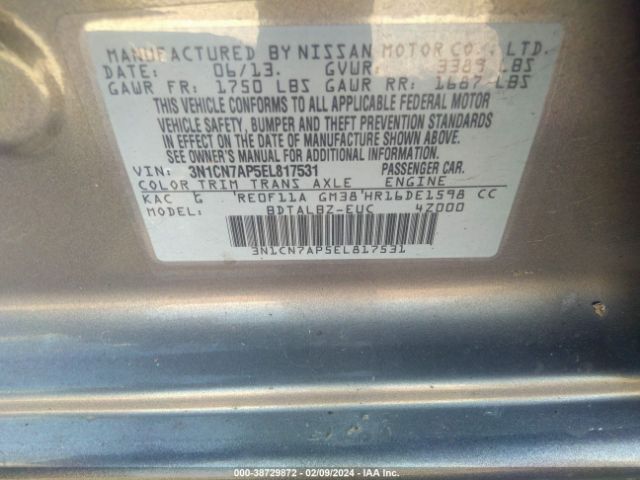 MANUFACTURED BY NISSAN MOTOR CO., LTD.
DATE: 06/13. GVWR: 3389 LBS
GAWR FR: 1750 LBS GAWR RR: 1687 LBS
THIS VEHICLE CONFORMS TO ALL APPLICABLE FEDERAL MOTOR
VEHICLE SAFETY, BUMPER AND THEFT PREVENTION STANDARDS
IN EFFECT ON THE DATE OF MANUFACTURE SHOWN ABOVE.
SEE OWNER'S MANUAL FOR ADDITIONAL INFORMATION.
VIN: 3N1CN7AP5EL817531 PASSENGER CAR.
COLOR TRIM TRANS AXLE ENGINE
KAC G RE0F11A GM38 HR16DE1598 CC
MODEL: BDTALBZ-EUC 4Z000
3N1CN7AP5EL817531
000-38729872 - 02/09/2024 - IAA Inc.